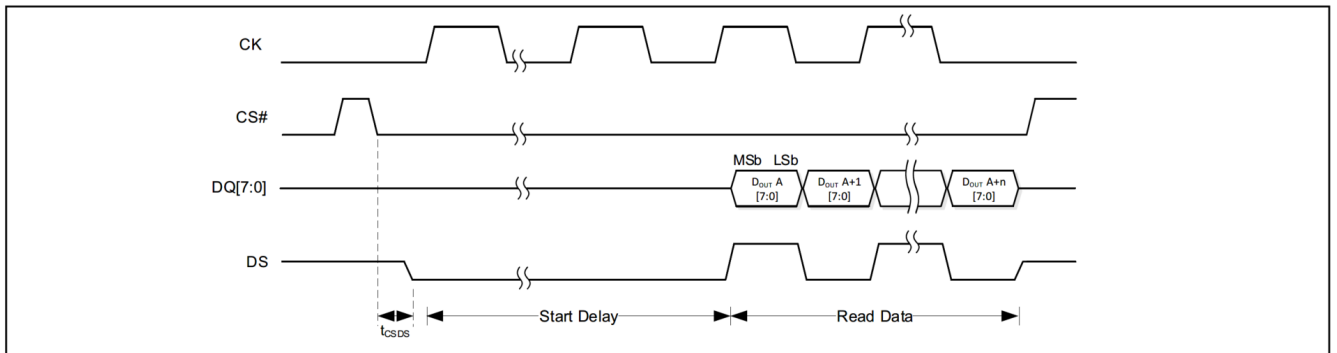 CK
CS#
MSb LSb
DQ[7:0]
DOUT A
[7:0]
DOUT A+1
[7:0]
DOUT A+n
[7:0]
DS
Start Delay
Read Data
tCSDS